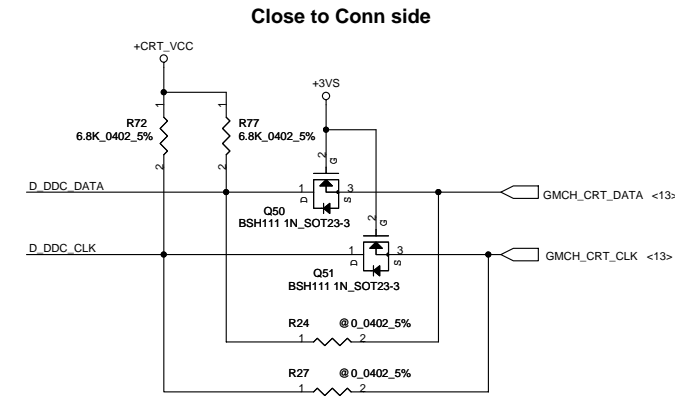 Close to Conn side
+CRT_VCC
+3VS
1
1
R72
6.8K_0402_5%
R77
6.8K_0402_5%
2
2
2
G
D_DDC_DATA
1
3
D
S
GMCH_CRT_DATA <13>
Q50
BSH111 1N_SOT23-3
2
G
D_DDC_CLK
1
3
D
S
GMCH_CRT_CLK <13>
Q51
BSH111 1N_SOT23-3
R24 @0_0402_5%
1 2
R27 @0_0402_5%
1 2